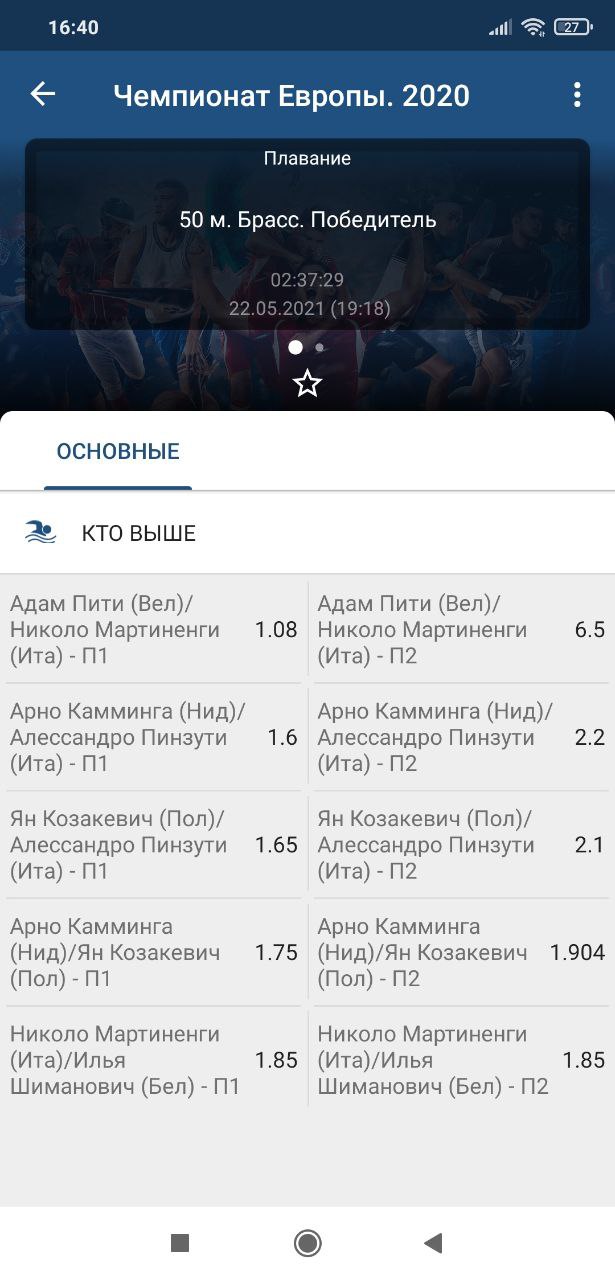 16:40
27
Чемпионат Европы. 2020
Плавание
50 м. Брасс. Победитель
02:37:29
22.05.2021 (19:18)
ОСНОВНЫЕ
КТО ВЫШЕ
Адам Пити (Вел)/
Николо Мартиненги
(Ита) - П1
1.08
Адам Пити (Вел)/
Николо Мартиненги
(Ита) - П2
6.5
Арно Камминга (Нид)/
Алессандро Пинзути
(Ита) - П1
1.6
Арно Камминга (Нид)/
Алессандро Пинзути
(Ита) - П2
2.2
Ян Козакевич (Пол)/
Алессандро Пинзути
(Ита) - П1
1.65
Ян Козакевич (Пол)/
Алессандро Пинзути
(Ита) - П2
2.1
Арно Камминга
(Нид)/Ян Козакевич
(Пол) - П1
1.75
Арно Камминга
(Нид)/Ян Козакевич
(Пол) - П2
1.904
Николо Мартиненги
(Ита)/Илья
Шиманович (Бел) - П1
1.85
Николо Мартиненги
(Ита)/Илья
Шиманович (Бел) - П2
1.85